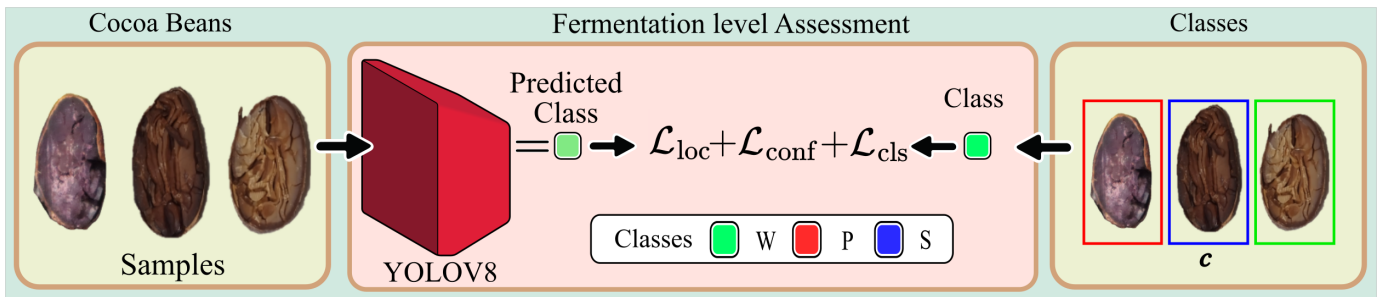 Cocoa Beans
Fermentation level Assessment
Classes
Predicted
Class
Class
= 
ℒloc+ℒconf+ℒcls
Classes W P S
Samples
YOLOV8
c